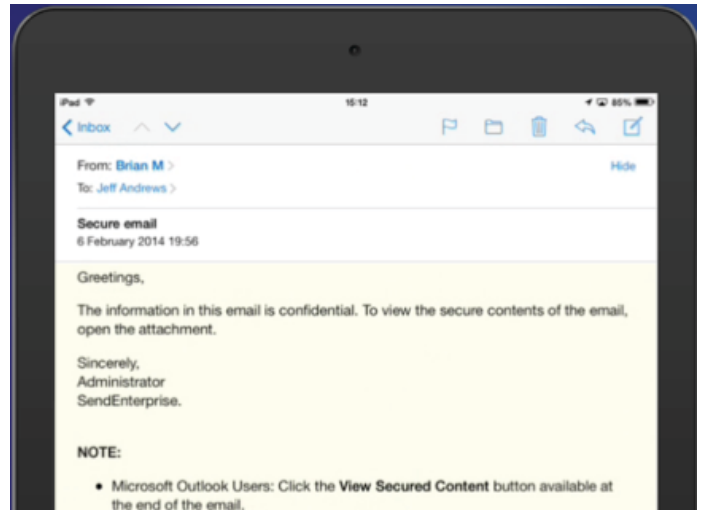 iPad 15:12 85%
Inbox
From: Brian M Hide
To: Jeff Andrews
Secure email
6 February 2014 19:56
Greetings,
The information in this email is confidential. To view the secure contents of the email,
open the attachment.
Sincerely,
Administrator
SendEnterprise.
NOTE:
• Microsoft Outlook Users: Click the View Secured Content button available at
the end of the email.